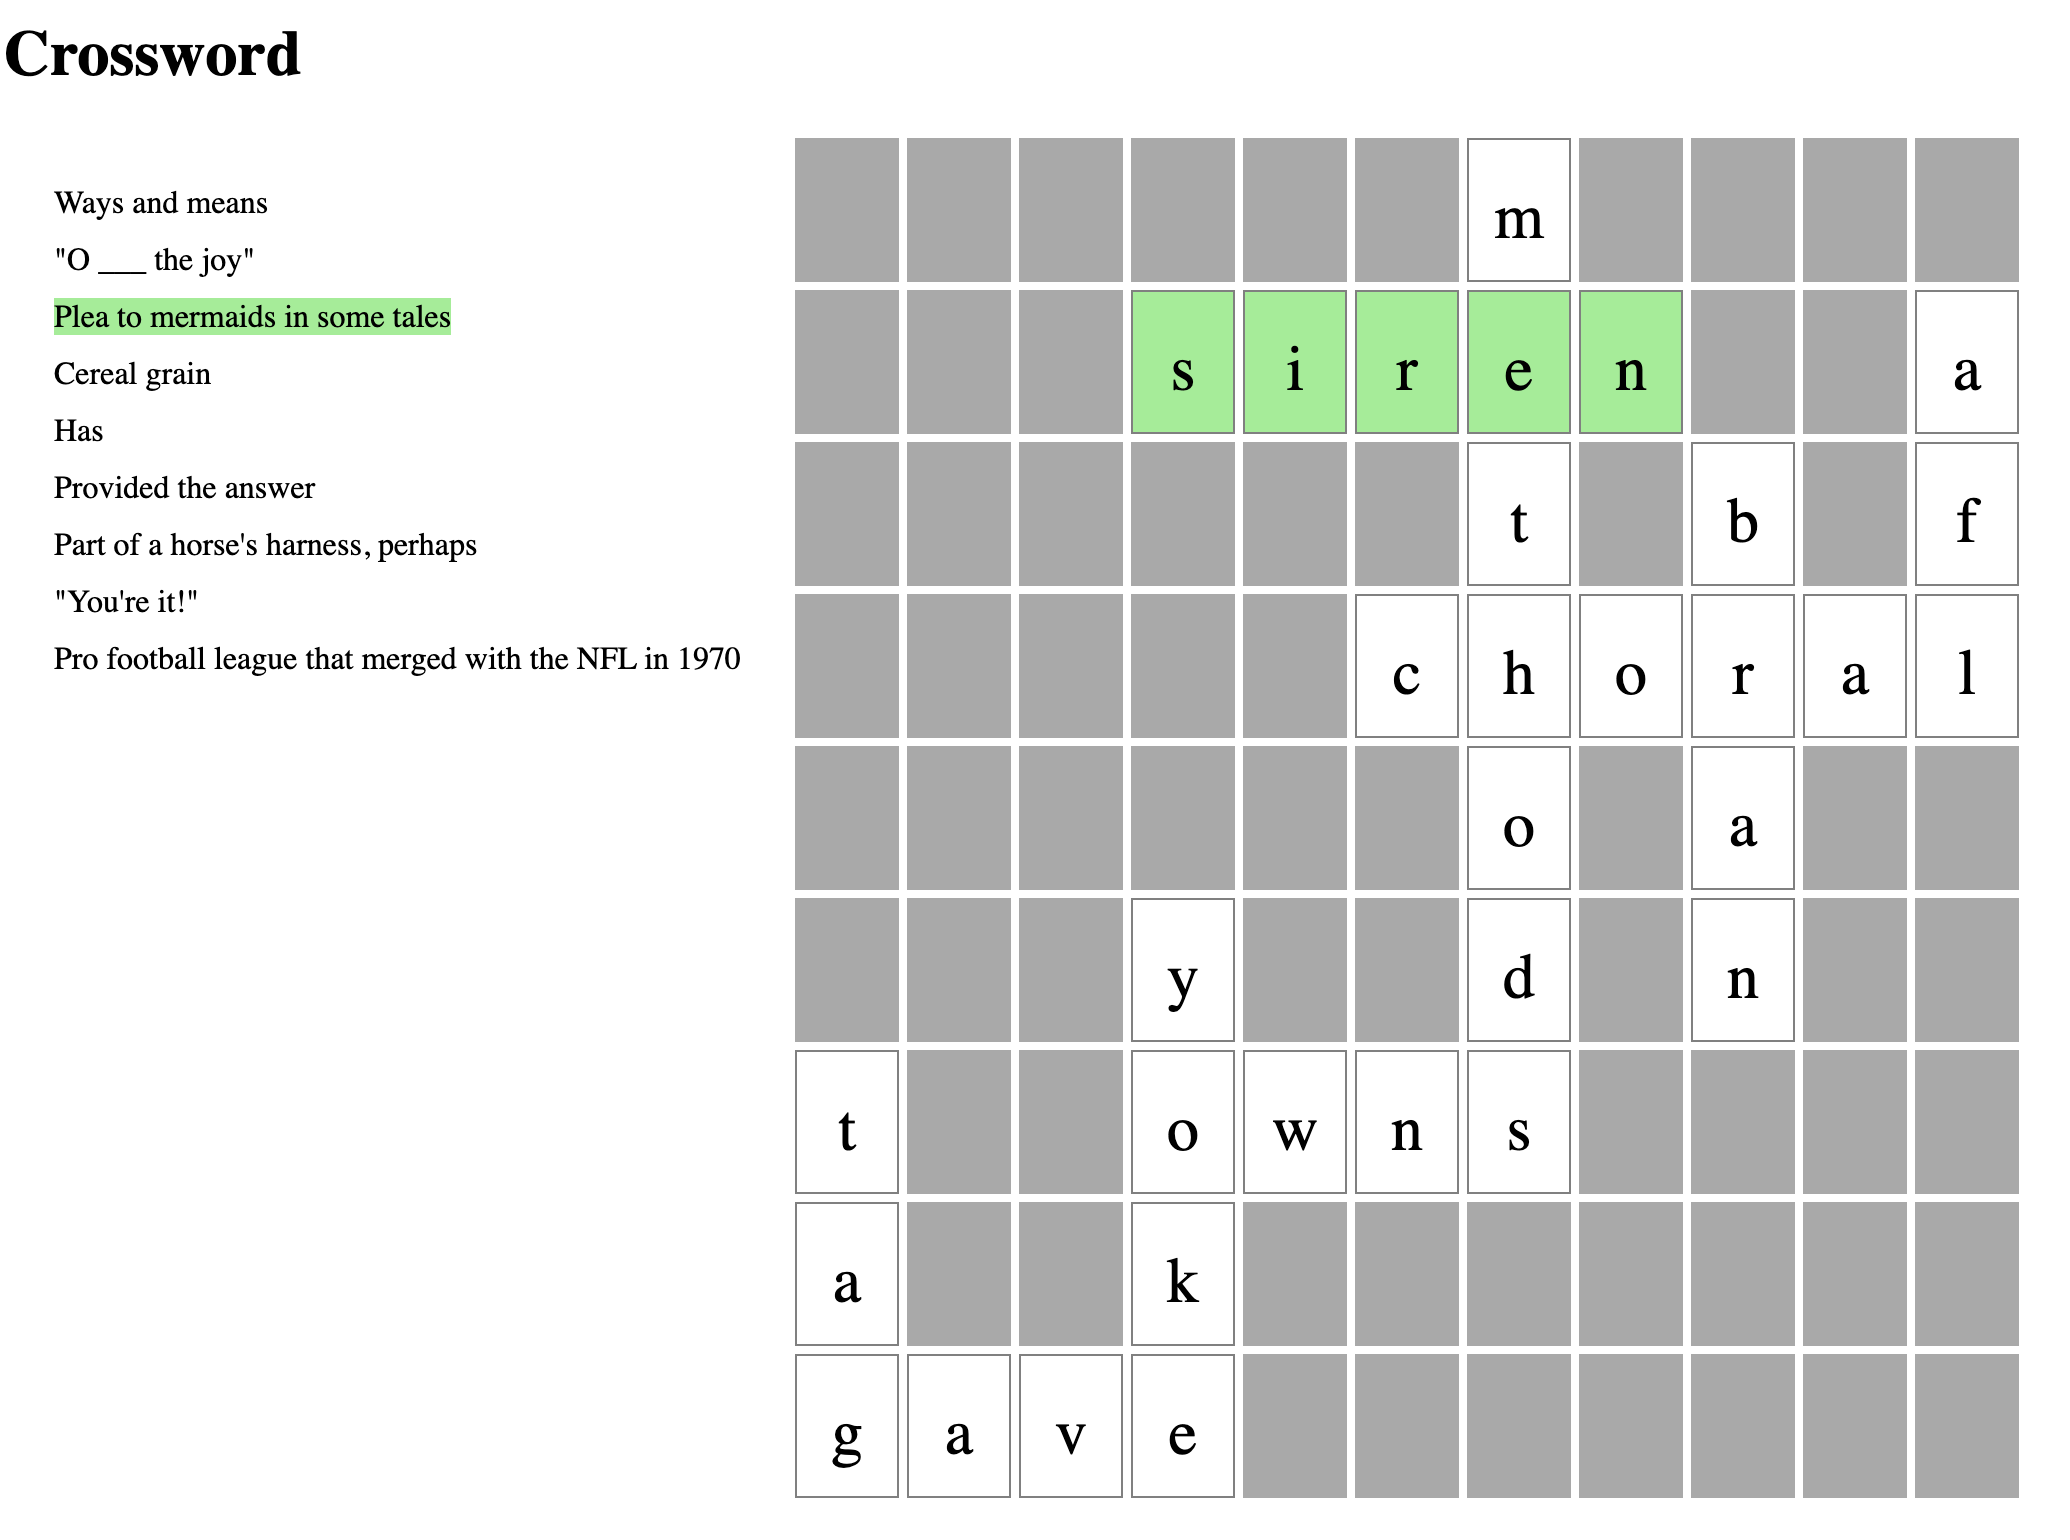 Crossword
Ways and means
"O ___ the joy"
Plea to mermaids in some tales
Cereal grain
Has
Provided the answer
Part of a horse's harness, perhaps
"You're it!"
Pro football league that merged with the NFL in 1970
m
s i r e n a
t b f
c h o r a l
o a
y d n
t o w n s
a k
g a v e